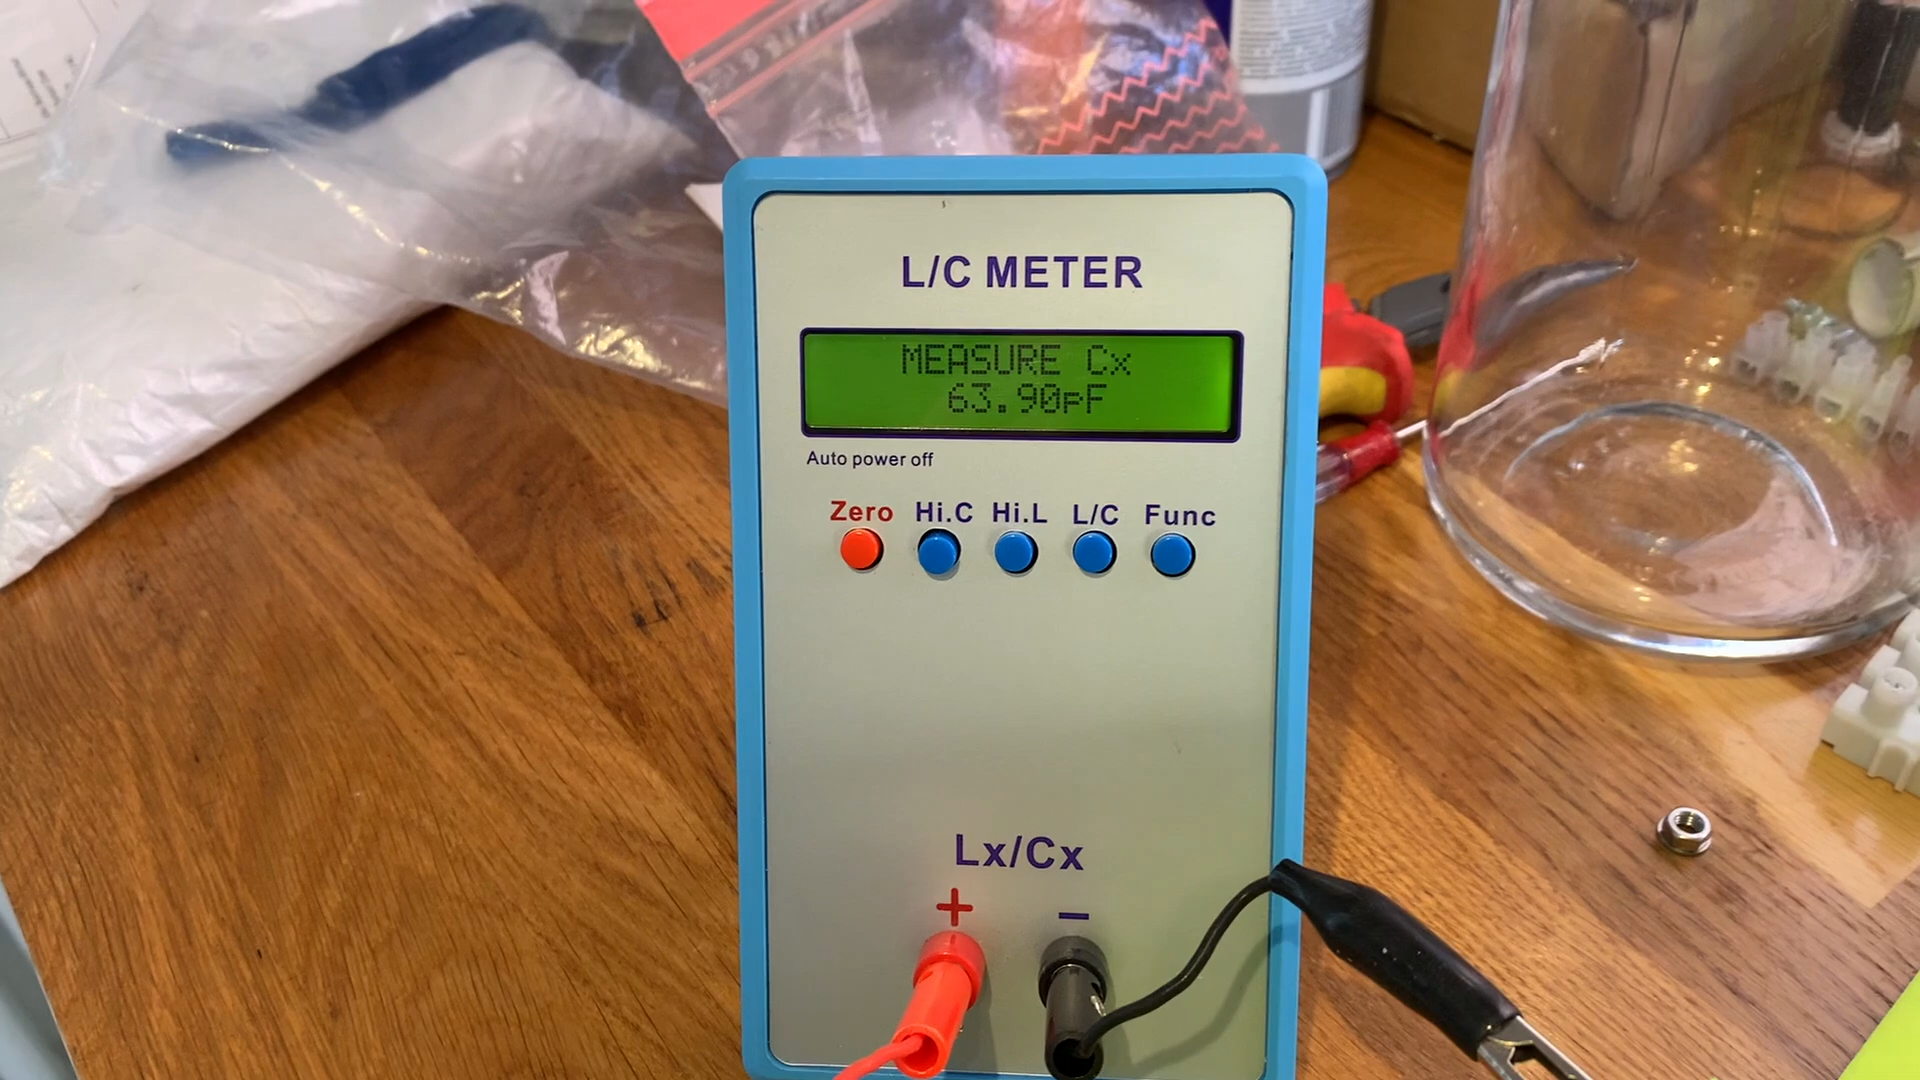 L/C METER
MEASURE Cx
63.90pF
Auto power off
Zero Hi.C Hi.L L/C Func
Lx/Cx
+ −